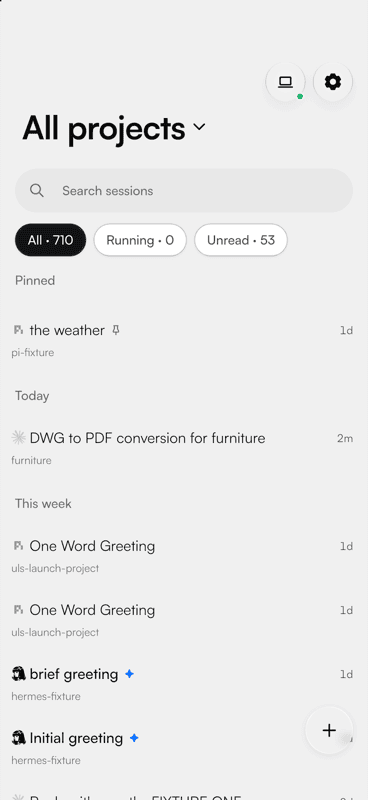 All projects
Search sessions
All · 710
Running · 0
Unread · 53
Pinned
the weather
1d
pi-fixture
Today
DWG to PDF conversion for furniture
2m
furniture
This week
One Word Greeting
1d
uls-launch-project
One Word Greeting
1d
uls-launch-project
brief greeting
1d
hermes-fixture
Initial greeting
hermes-fixture